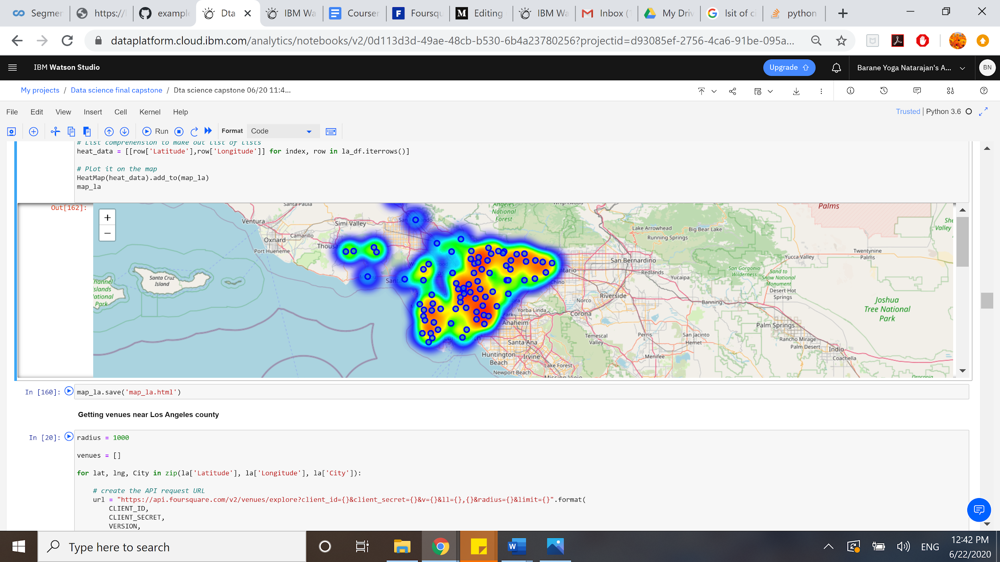 Segmer
https://
example
Dta
IBM Wa
Courser
Foursqu
Editing
IBM Wa
Inbox (
My Driv
lsit of ci
python
dataplatform.cloud.ibm.com/analytics/notebooks/v2/0d113d3d-49ae-48cb-b530-6b4a23780256?projectid=d93085ef-2756-4ca6-91be-095a...
IBM Watson Studio
Upgrade
Barane Yoga Natarajan's A...
BN
My projects / Data science final capstone / Dta science capstone 06/20 11:4...
File Edit View Insert Cell Kernel Help
Trusted | Python 3.6
Run
Format
Code
# List comprehension to make out list of lists
heat_data = [[row['Latitude'],row['Longitude']] for index, row in la_df.iterrows()]
# Plot it on the map
HeatMap(heat_data).add_to(map_la)
map_la
Out[162]:
+
−
Santa Paula
Angeles
National
Forest
Wrightwood
Palms
Ventura
Simi Valley
Lake Arrowhead
Big Bear Lake
Valley
Camarillo
Running Springs
Oxnard
Port Hueneme
Thousa
Twentynine
Palms
Yucca Valley
San Bernardino
Santa Cruz
Island
ntario
Redlands
Yucaipa
San Gorgonio
Wilderness
Sand to
Snow National
Monument
Chino
hannel
slands
ational
Park
Desert Hot
Springs
Norco
Riverside
Banning
Joshua
Tree National
Park
Yorba Linda
Corona
Park
Anaheim
Palm Springs
Temescal
Valley
Perris
San Jacinto
Hemet
Rancho Mirage
Palm Desert
Indio
Coachella
Santa Ana
Huntington
Beach
Irvine
Menifee
Lake Forest
Newport Beach
Mission Viejo
Orocopia
In [160]:
map_la.save('map_la.html')
Getting venues near Los Angeles county
In [20]:
radius = 1000
venues = []
for lat, lng, City in zip(la['Latitude'], la['Longitude'], la['City']):
# create the API request URL
url = "https://api.foursquare.com/v2/venues/explore?client_id={}&client_secret={}&v={}&ll={},{}&radius={}&limit={}".format(
CLIENT_ID,
CLIENT_SECRET,
VERSION,
Type here to search
ENG
12:42 PM
6/22/2020